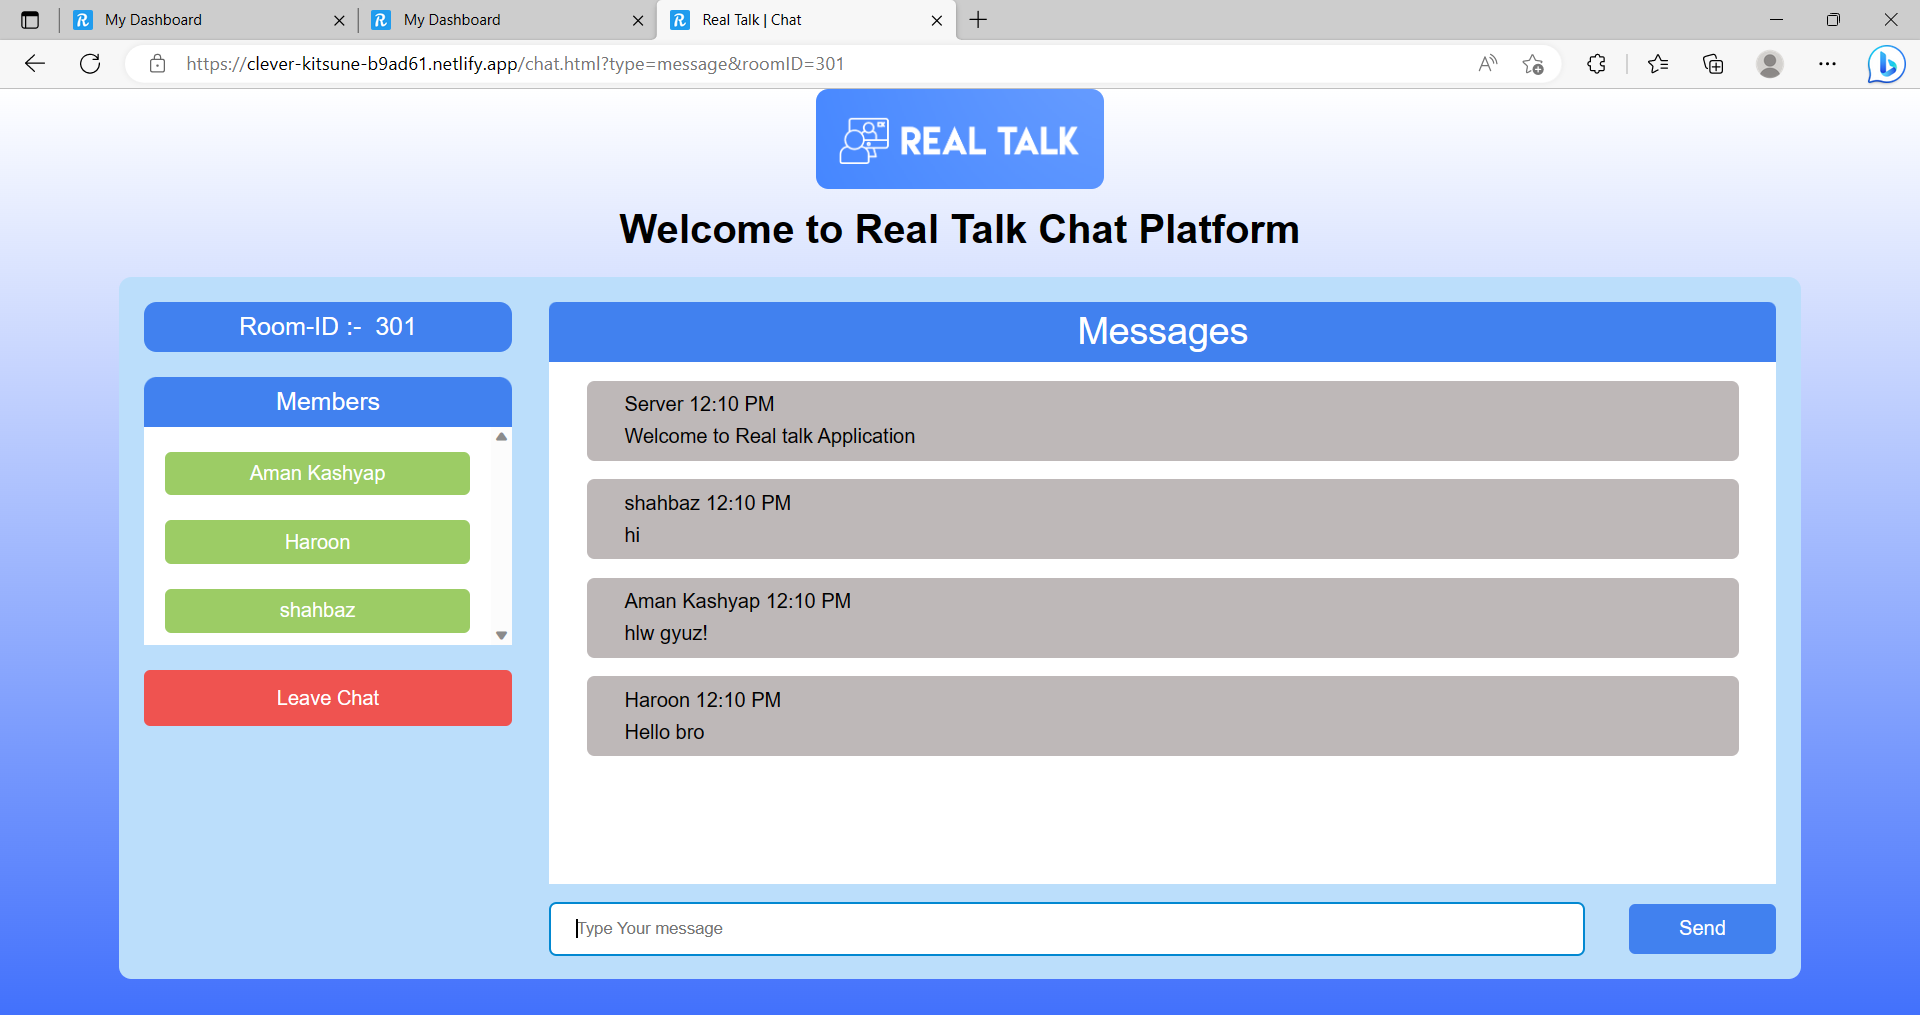 My Dashboard
My Dashboard
Real Talk | Chat
https://clever-kitsune-b9ad61.netlify.app/chat.html?type=message&roomID=301
REAL TALK
Welcome to Real Talk Chat Platform
Room-ID :- 301
Members
Aman Kashyap
Haroon
shahbaz
Leave Chat
Messages
Server 12:10 PM
Welcome to Real talk Application
shahbaz 12:10 PM
hi
Aman Kashyap 12:10 PM
hlw gyuz!
Haroon 12:10 PM
Hello bro
Type Your message
Send